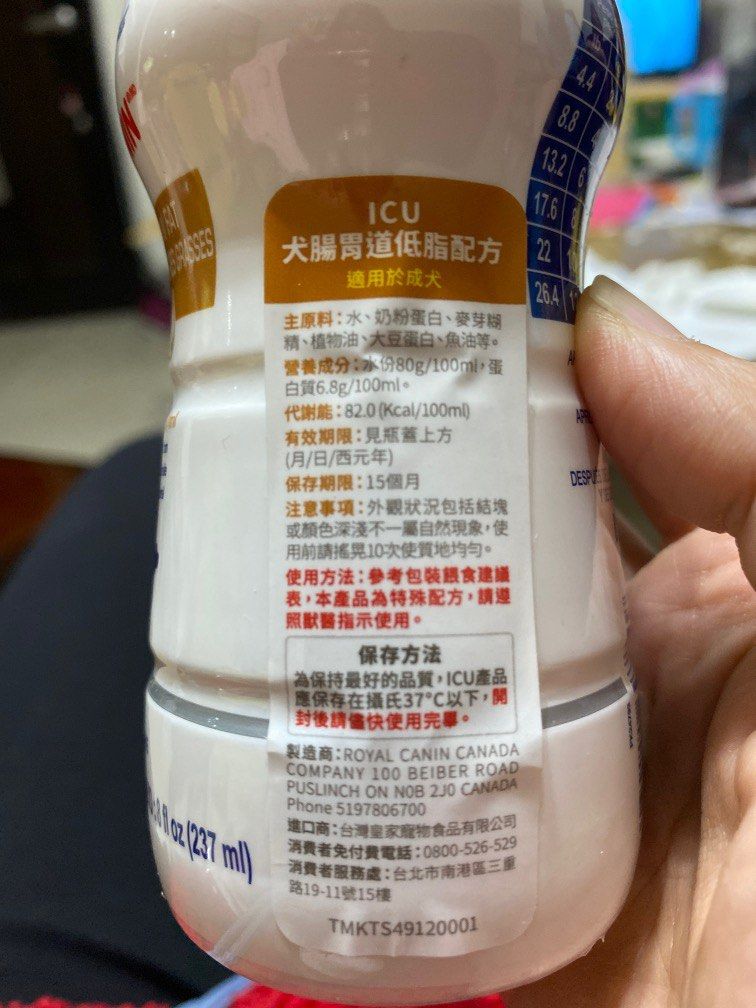 IN
FAT
GRASSES
4.4
8.8
13.2 6
17.6
22
26.4
ICU
犬腸胃道低脂配方
適用於成犬
主原料：水、奶粉蛋白、麥芽糊
精、植物油、大豆蛋白、魚油等。
營養成分：水份80g/100ml，蛋
白質6.8g/100ml。
代謝能：82.0 (Kcal/100ml)
有效期限：見瓶蓋上方
(月/日/西元年)
保存期限：15個月
注意事項：外觀狀況包括結塊
或顏色深淺不一屬自然現象，使
用前請搖晃10次使質地均勻。
使用方法：參考包裝餵食建議
表，本產品為特殊配方，請遵
照獸醫指示使用。
保存方法
為保持最好的品質，ICU產品
應保存在攝氏37°C以下，開
封後請儘快使用完畢。
製造商：ROYAL CANIN CANADA
COMPANY 100 BEIBER ROAD
PUSLINCH ON N0B 2J0 CANADA
Phone 5197806700
進口商：台灣皇家寵物食品有限公司
消費者免付費電話：0800-526-529
消費者服務處：台北市南港區三重
路19-11號15樓
TMKTS49120001
8 fl oz (237 ml)